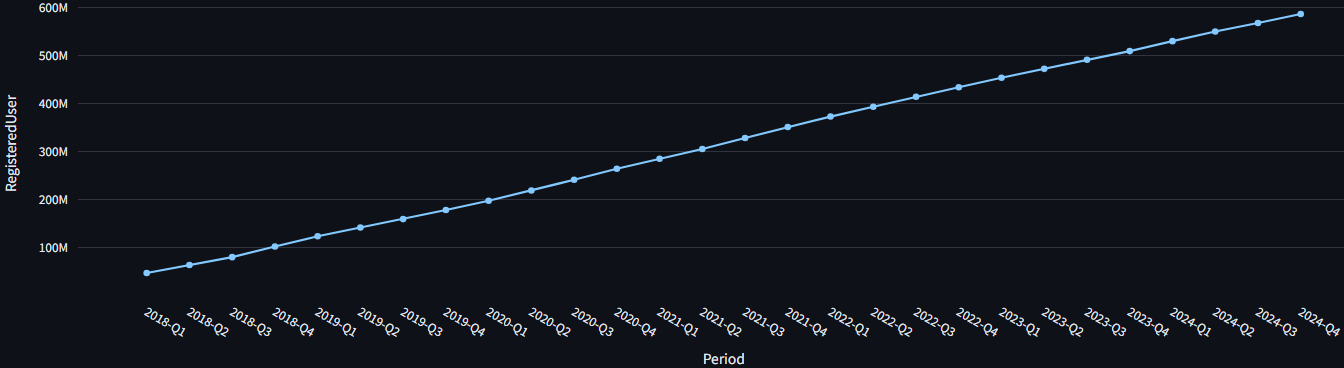 600M
500M
400M
300M
200M
100M
RegisteredUser
2018-Q1
2018-Q2
2018-Q3
2018-Q4
2019-Q1
2019-Q2
2019-Q3
2019-Q4
2020-Q1
2020-Q2
2020-Q3
2020-Q4
2021-Q1
2021-Q2
2021-Q3
2021-Q4
2022-Q1
2022-Q2
2022-Q3
2022-Q4
2023-Q1
2023-Q2
2023-Q3
2023-Q4
2024-Q1
2024-Q2
2024-Q3
2024-Q4
Period